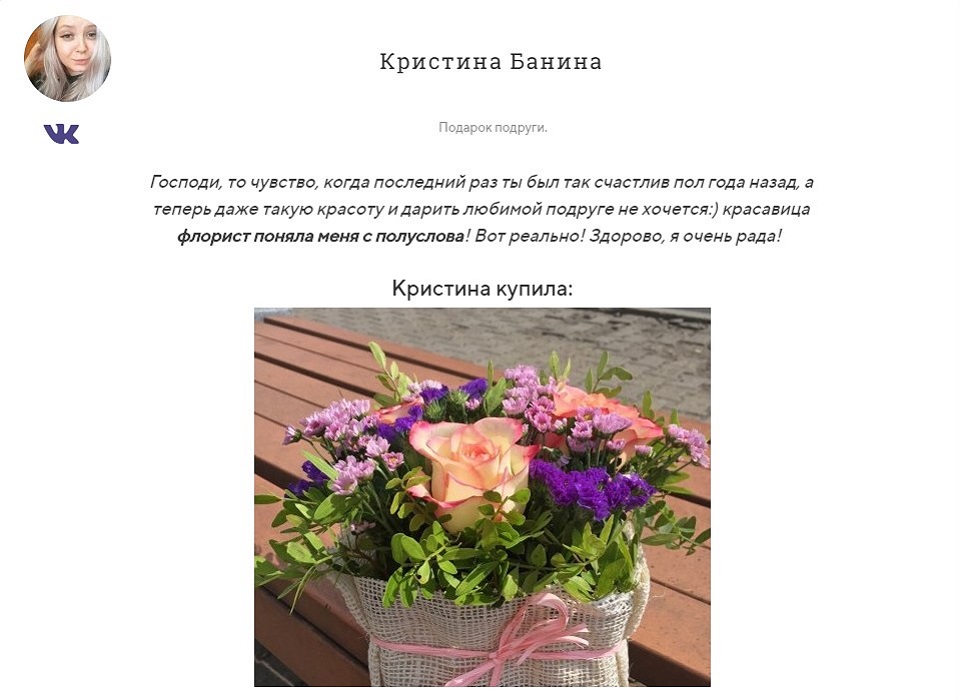 Кристина Банина
VK
Подарок подруги.
Господи, то чувство, когда последний раз ты был так счастлив пол года назад, а
теперь даже такую красоту и дарить любимой подруге не хочется:) красавица
флорист поняла меня с полуслова! Вот реально! Здорово, я очень рада!
Кристина купила: